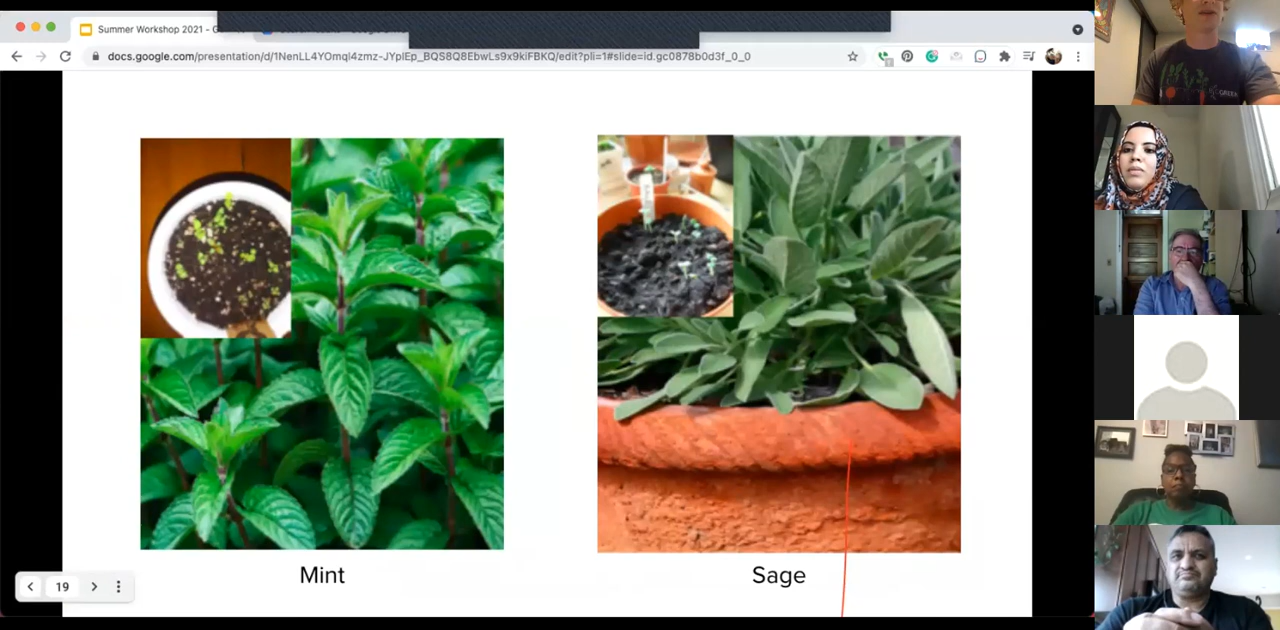 Summer Workshop 2021 - G
docs.google.com/presentation/d/1NenLL4YOmql4zmz-JYplEp_BQS8Q8EbwLs9x9kiFBKQ/edit?pli=1#slide=id.gc0878b0d3f_0_0
Mint
Sage
19